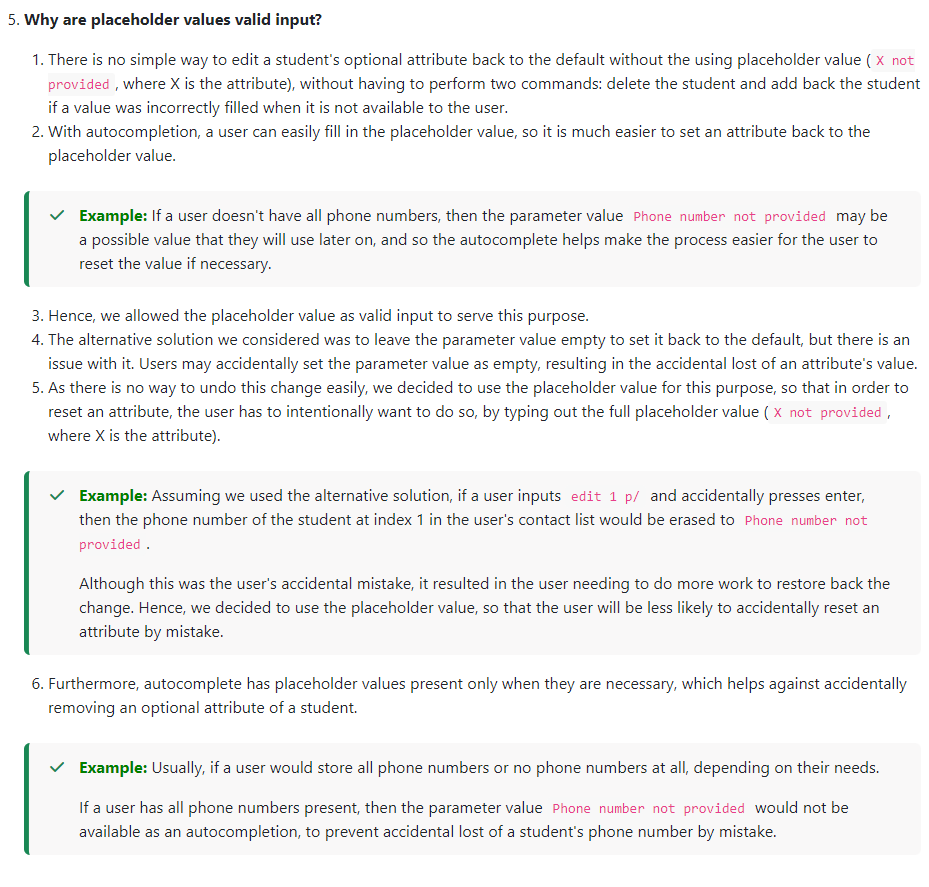 5. Why are placeholder values valid input?
1. There is no simple way to edit a student's optional attribute back to the default without the using placeholder value ( X not
provided , where X is the attribute), without having to perform two commands: delete the student and add back the student
if a value was incorrectly filled when it is not available to the user.
2. With autocompletion, a user can easily fill in the placeholder value, so it is much easier to set an attribute back to the
placeholder value.
Example: If a user doesn't have all phone numbers, then the parameter value Phone number not provided may be
a possible value that they will use later on, and so the autocomplete helps make the process easier for the user to
reset the value if necessary.
3. Hence, we allowed the placeholder value as valid input to serve this purpose.
4. The alternative solution we considered was to leave the parameter value empty to set it back to the default, but there is an
issue with it. Users may accidentally set the parameter value as empty, resulting in the accidental lost of an attribute's value.
5. As there is no way to undo this change easily, we decided to use the placeholder value for this purpose, so that in order to
reset an attribute, the user has to intentionally want to do so, by typing out the full placeholder value ( X not provided ,
where X is the attribute).
Example: Assuming we used the alternative solution, if a user inputs edit 1 p/ and accidentally presses enter,
then the phone number of the student at index 1 in the user's contact list would be erased to Phone number not
provided .
Although this was the user's accidental mistake, it resulted in the user needing to do more work to restore back the
change. Hence, we decided to use the placeholder value, so that the user will be less likely to accidentally reset an
attribute by mistake.
6. Furthermore, autocomplete has placeholder values present only when they are necessary, which helps against accidentally
removing an optional attribute of a student.
Example: Usually, if a user would store all phone numbers or no phone numbers at all, depending on their needs.
If a user has all phone numbers present, then the parameter value Phone number not provided would not be
available as an autocompletion, to prevent accidental lost of a student's phone number by mistake.